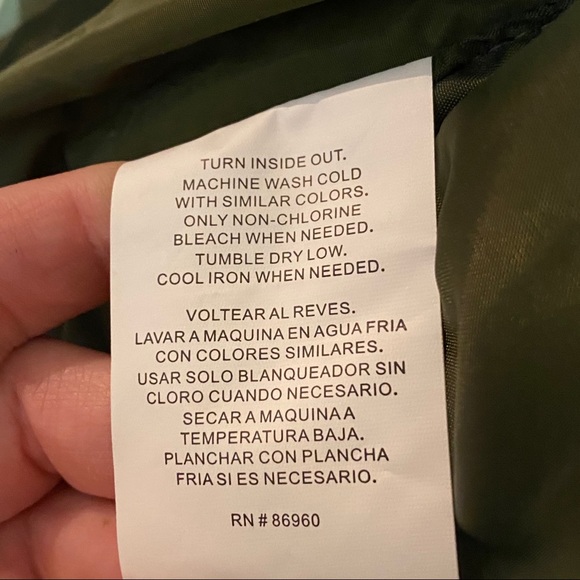 TURN INSIDE OUT.
MACHINE WASH COLD
WITH SIMILAR COLORS.
ONLY NON-CHLORINE
BLEACH WHEN NEEDED.
TUMBLE DRY LOW.
COOL IRON WHEN NEEDED.
VOLTEAR AL REVES.
LAVAR A MAQUINA EN AGUA FRIA
CON COLORES SIMILARES.
USAR SOLO BLANQUEADOR SIN
CLORO CUANDO NECESARIO.
SECAR A MAQUINA A
TEMPERATURA BAJA.
PLANCHAR CON PLANCHA
FRIA SI ES NECESARIO.
RN # 86960